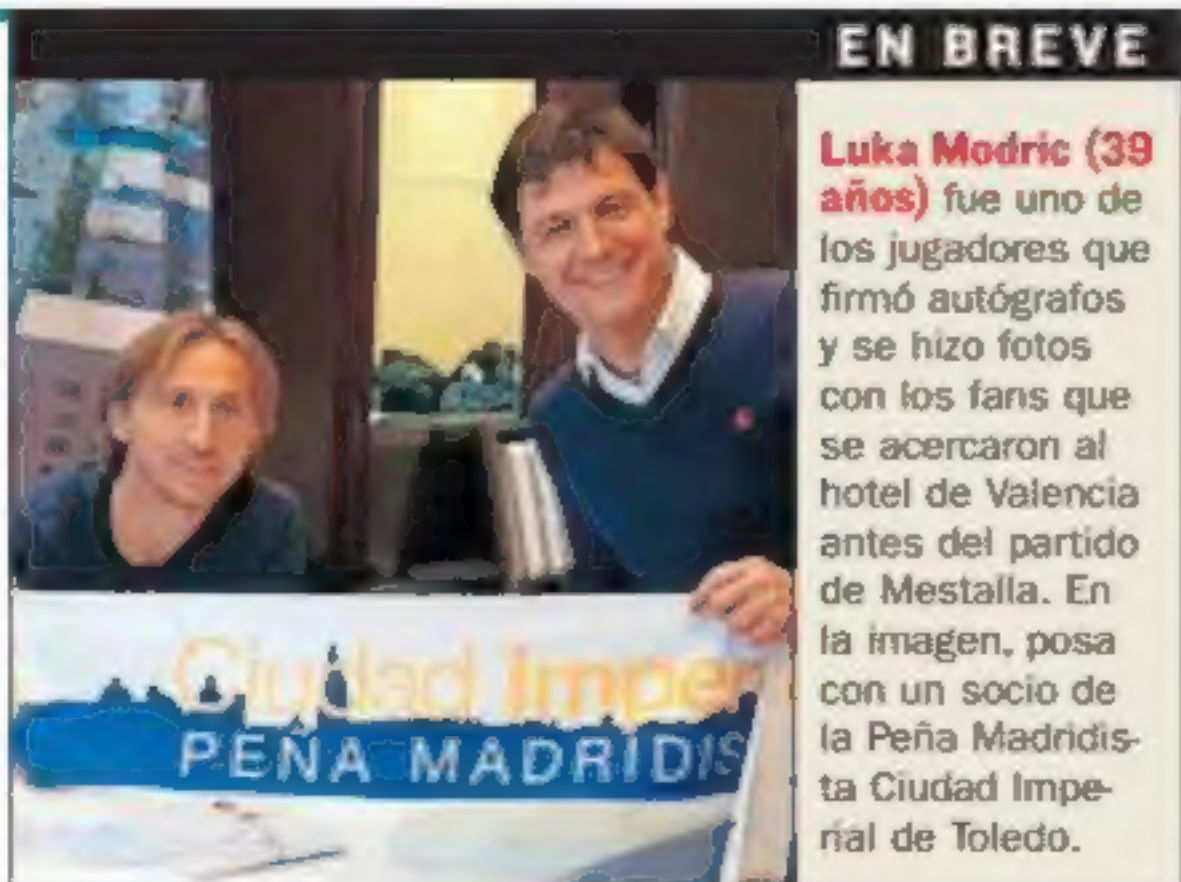 EN BREVE
Luka Modric (39
años) fue uno de
los jugadores que
firmó autógrafos
y se hizo fotos
con los fans que
se acercaron al
hotel de Valencia
antes del partido
de Mestalla. En
la imagen, posa
con un socio de
la Peña Madridis-
ta Ciudad Impe-
rial de Toledo.
Ciudad Imper
PEÑA MADRIDIS